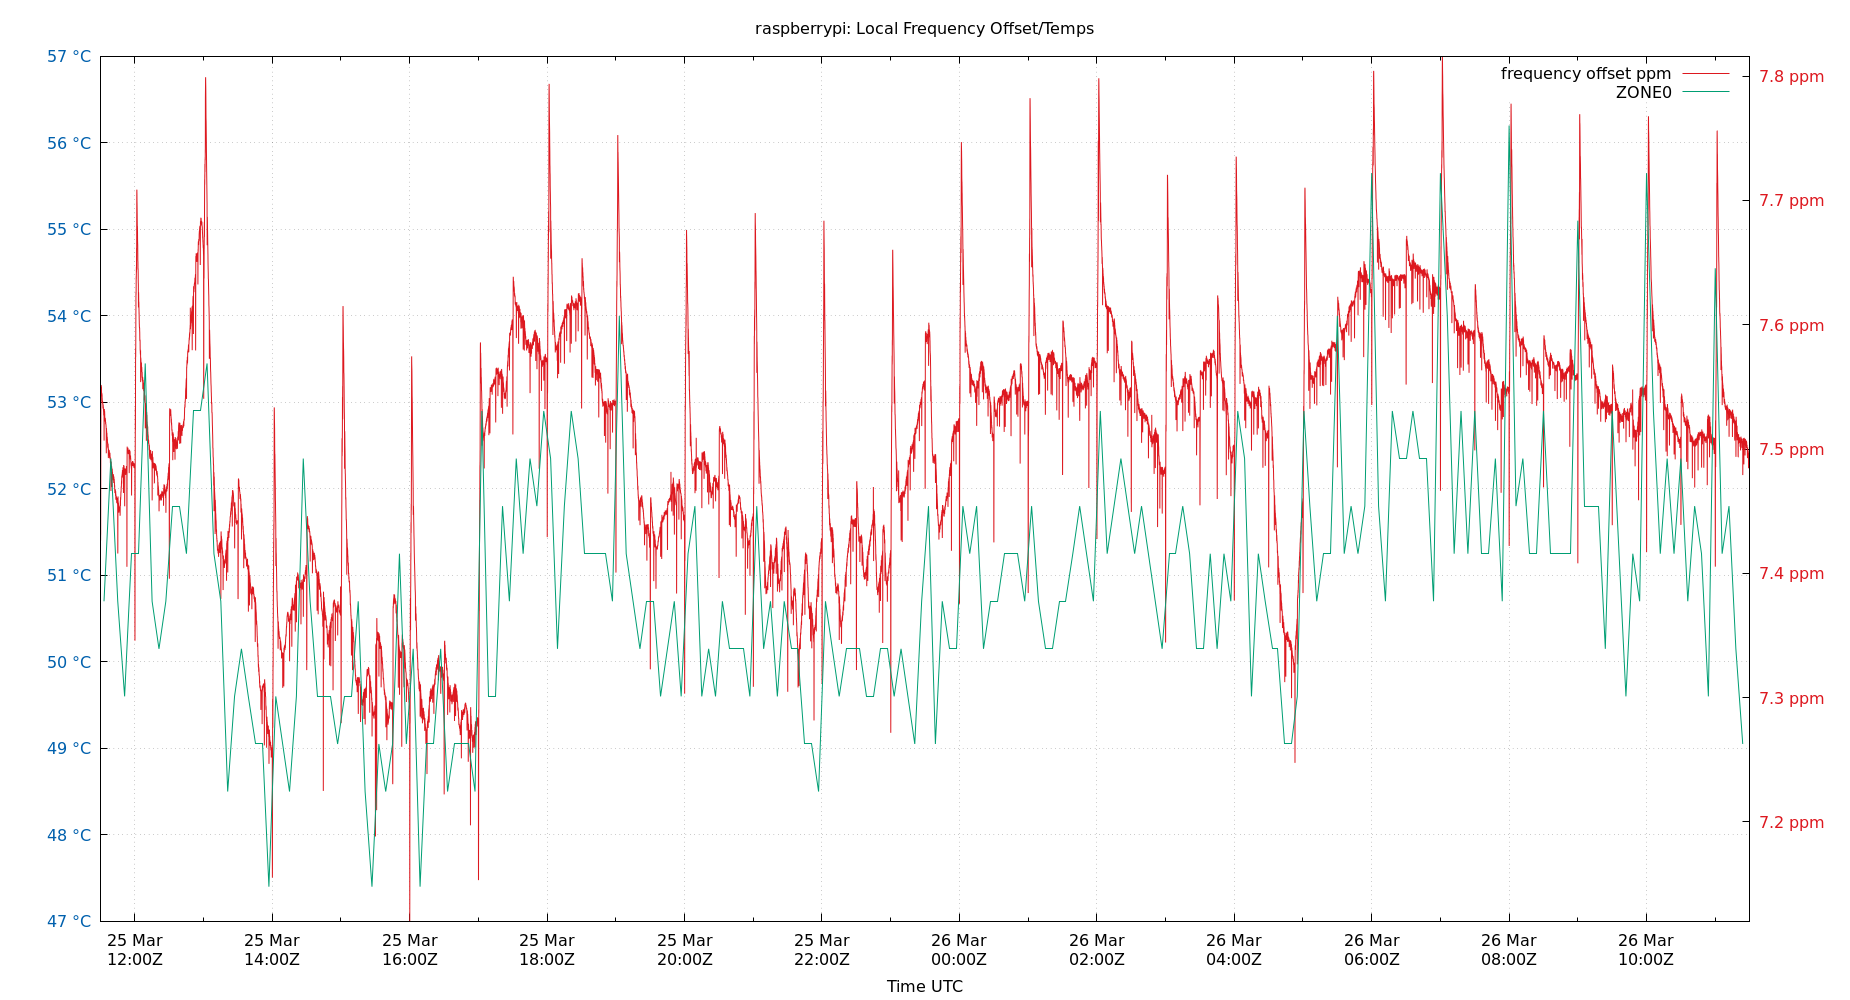 raspberrypi: Local Frequency Offset/Temps
57 °C
56 °C
55 °C
54 °C
53 °C
52 °C
51 °C
50 °C
49 °C
48 °C
47 °C
frequency offset ppm
ZONE0
7.8 ppm
7.7 ppm
7.6 ppm
7.5 ppm
7.4 ppm
7.3 ppm
7.2 ppm
25 Mar 25 Mar 25 Mar 25 Mar 25 Mar 25 Mar 26 Mar 26 Mar 26 Mar 26 Mar 26 Mar 26 Mar
12:00Z 14:00Z 16:00Z 18:00Z 20:00Z 22:00Z 00:00Z 02:00Z 04:00Z 06:00Z 08:00Z 10:00Z
Time UTC